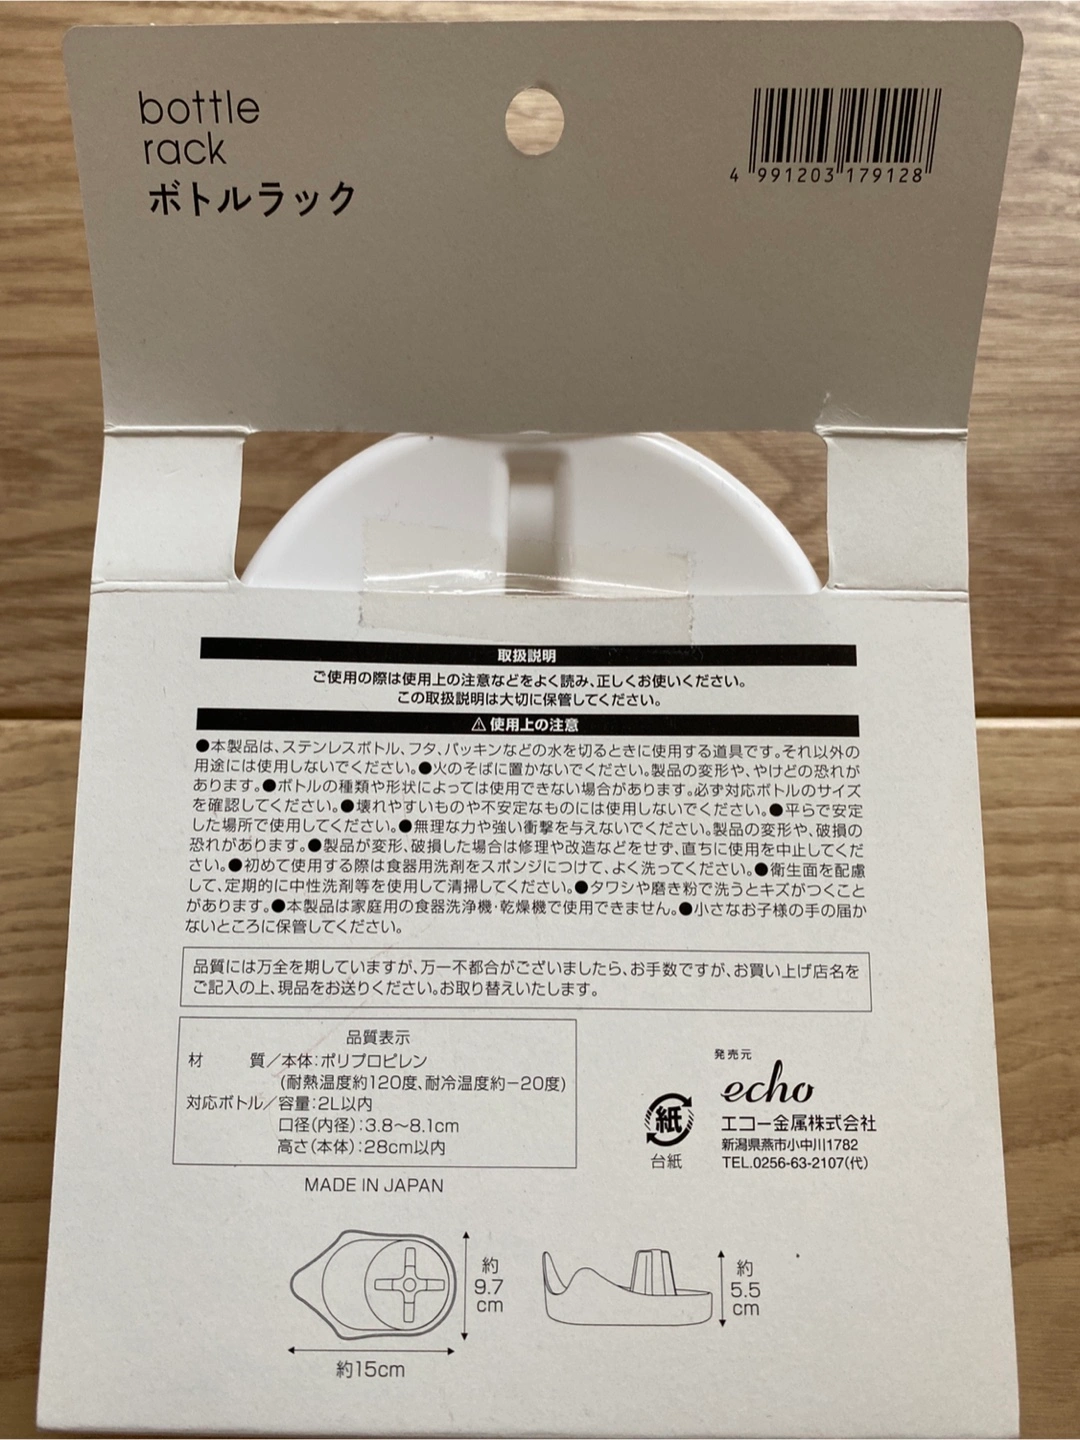 bottle
rack
ボトルラック
4 991203 179128
取扱説明
ご使用の際は使用上の注意などをよく読み、正しくお使いください。
この取扱説明は大切に保管してください。
⚠使用上の注意
●本製品は、ステンレスボトル、フタ、パッキンなどの水を切るときに使用する道具です。それ以外の
用途には使用しないでください。●火のそばに置かないでください。製品の変形や、やけどの恐れが
あります。●ボトルの種類や形状によっては使用できない場合があります。必ず対応ボトルのサイズ
を確認してください。●壊れやすいものや不安定なものには使用しないでください。●平らで安定
した場所で使用してください。●無理な力や強い衝撃を与えないでください。製品の変形や、破損の
恐れがあります。●製品が変形、破損した場合は修理や改造などをせず、直ちに使用を中止してくだ
さい。●初めて使用する際は食器用洗剤をスポンジにつけて、よく洗ってください。●衛生面を配慮
して、定期的に中性洗剤等を使用して清掃してください。●タワシや磨き粉で洗うとキズがつくこと
があります。●本製品は家庭用の食器洗浄機・乾燥機で使用できません。●小さなお子様の手の届か
ないところに保管してください。
品質には万全を期していますが、万一不都合がございましたら、お手数ですが、お買い上げ店名を
ご記入の上、現品をお送りください。お取り替えいたします。
品質表示
材 質／本体：ポリプロピレン
(耐熱温度約120度、耐冷温度約－20度)
対応ボトル／容量：2L以内
口径(内径)：3.8～8.1cm
高さ(本体)：28cm以内
MADE IN JAPAN
紙
台紙
発売元
echo
エコー金属株式会社
新潟県燕市小中川1782
TEL.0256-63-2107(代)
約
9.7
cm
約15cm
約
5.5
cm